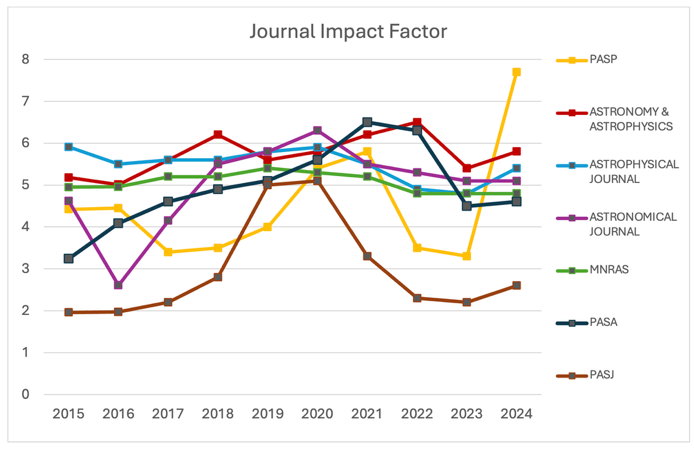 Journal Impact Factor
8
7
6
5
4
3
2
1
0
2015 2016 2017 2018 2019 2020 2021 2022 2023 2024
PASP
ASTRONOMY &
ASTROPHYSICS
ASTROPHYSICAL
JOURNAL
ASTRONOMICAL
JOURNAL
MNRAS
PASA
PASJ